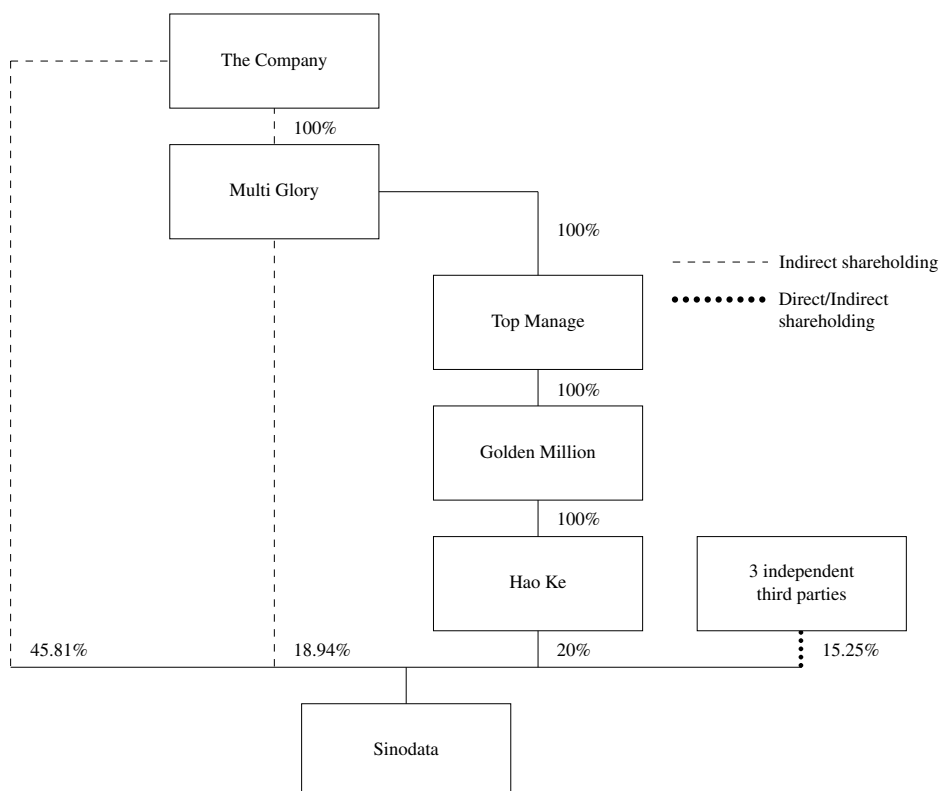 The Company
100%
Multi Glory
100%
Indirect shareholding
Direct/Indirect
shareholding
Top Manage
100%
Golden Million
100%
Hao Ke
3 independent
third parties
45.81%
18.94%
20%
15.25%
Sinodata